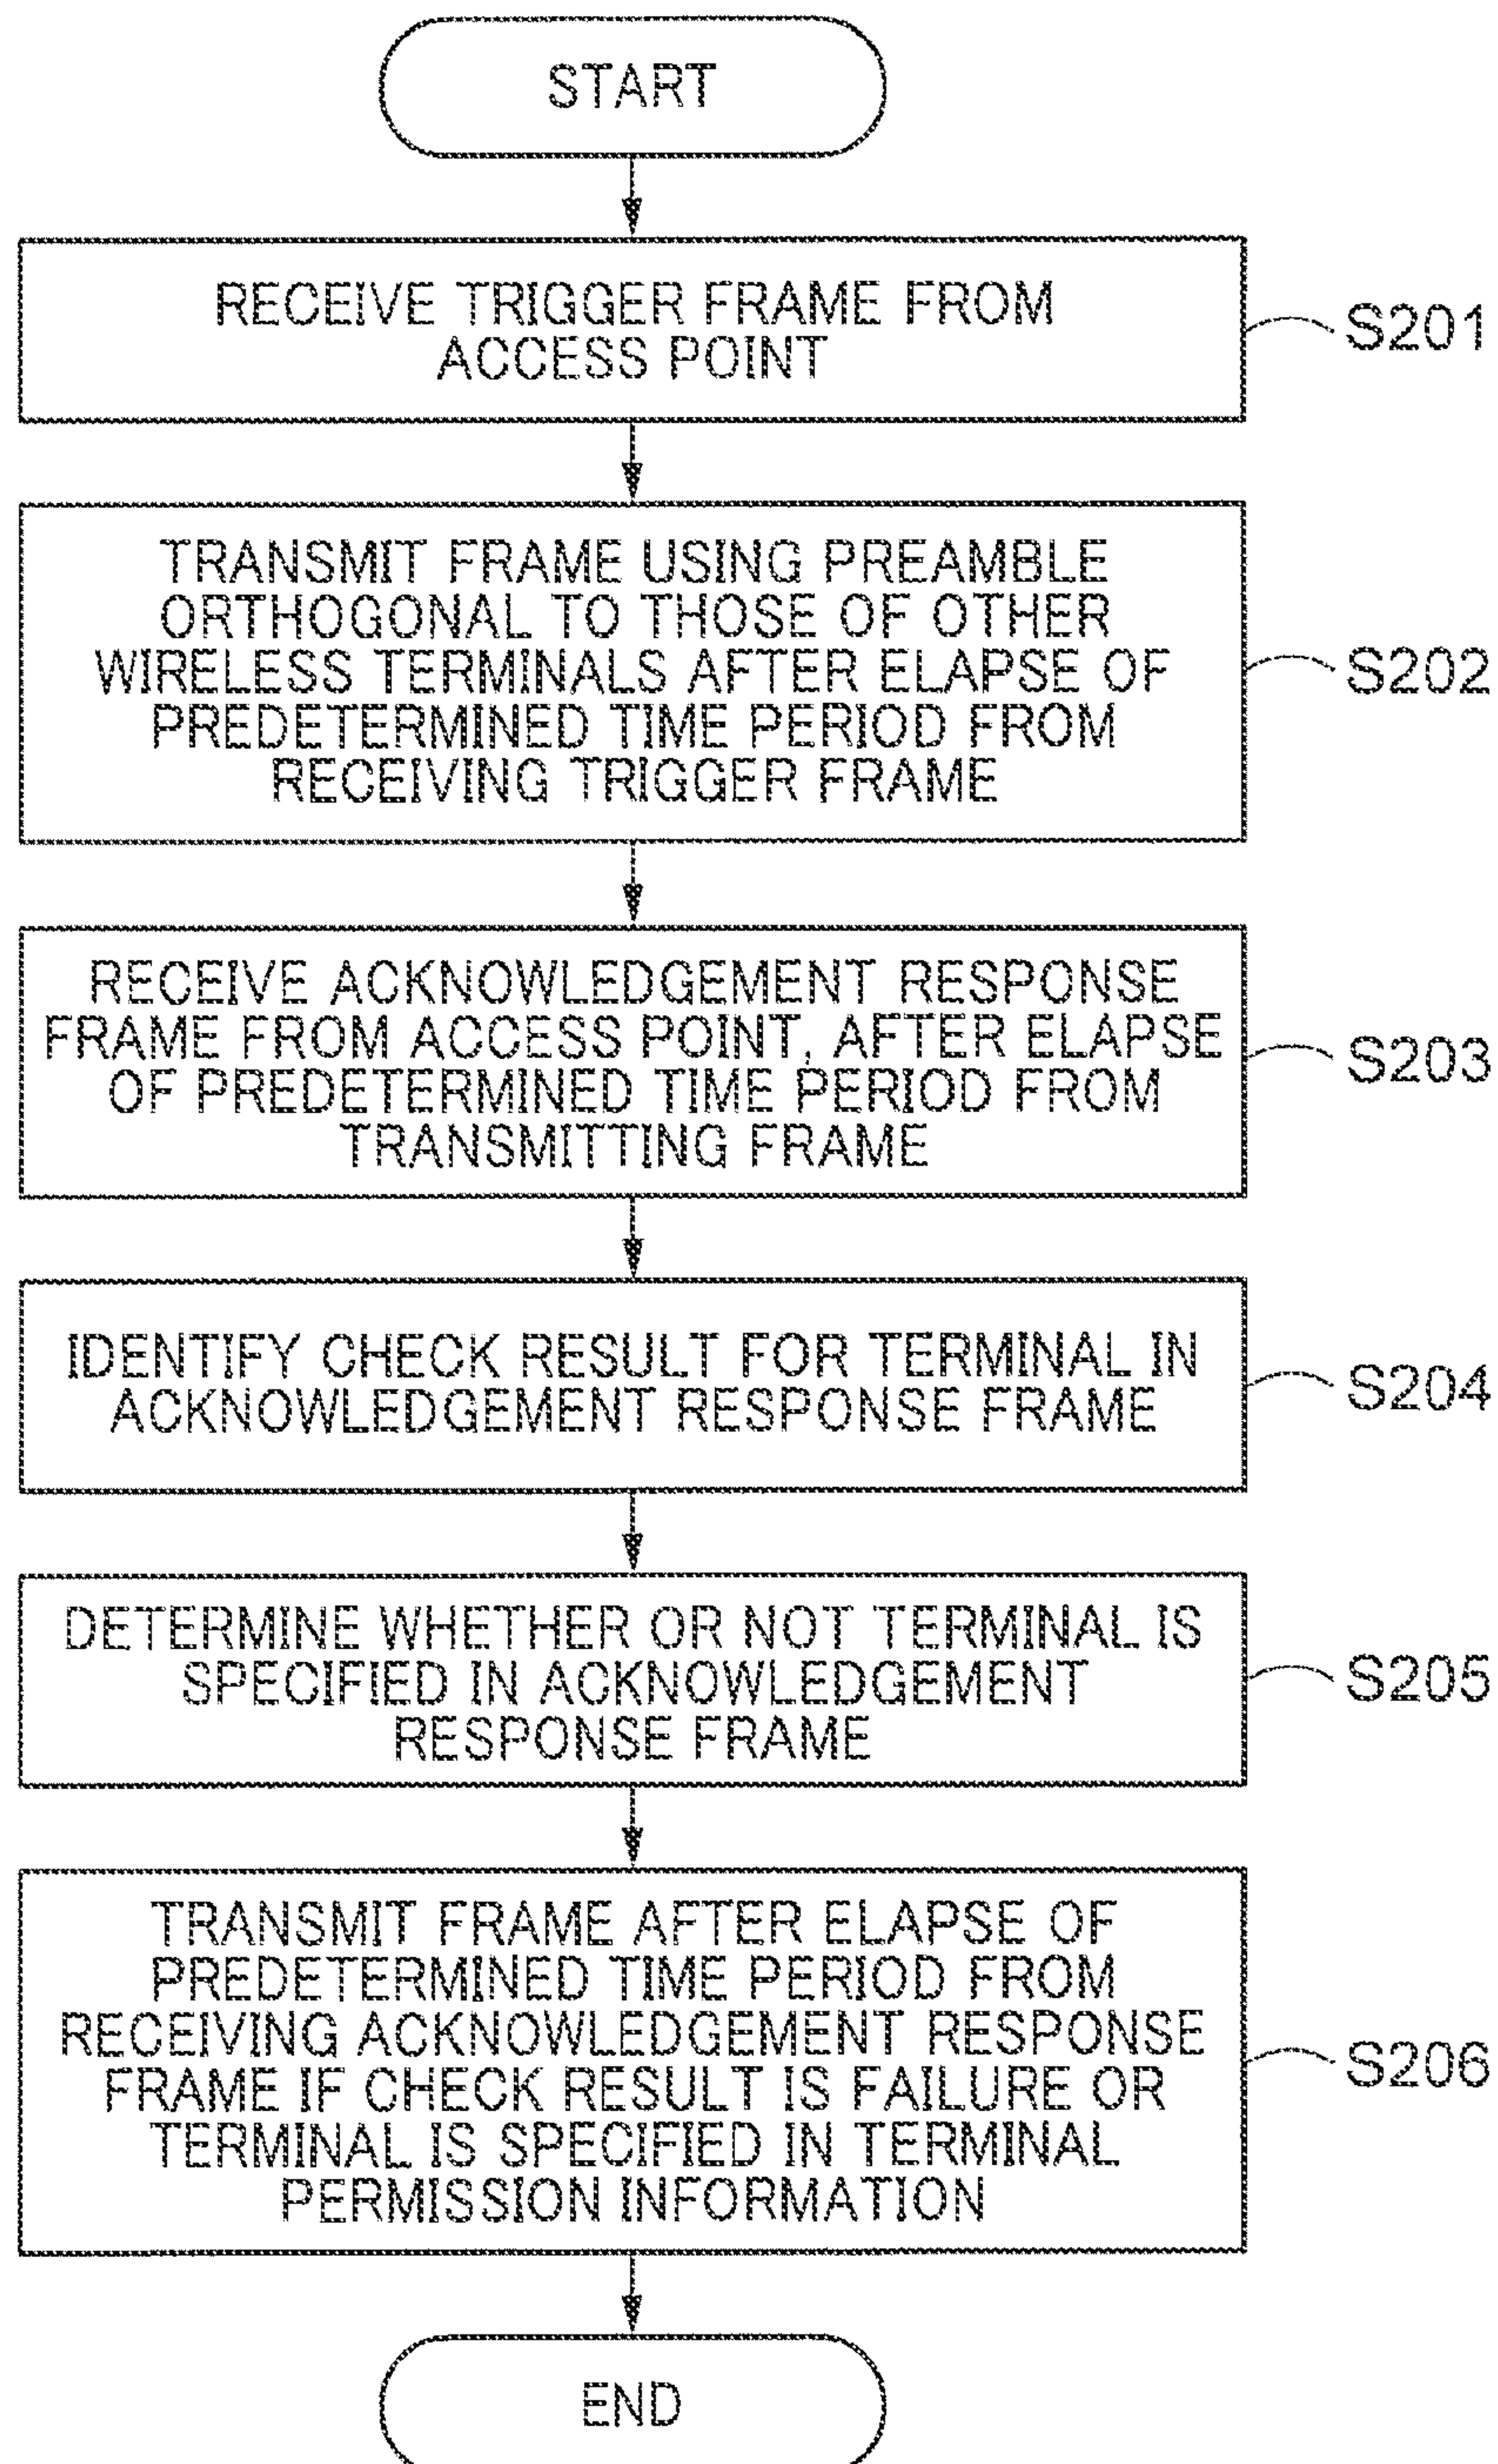 START
RECEIVE TRIGGER FRAME FROM
ACCESS POINT
S201
TRANSMIT FRAME USING PREAMBLE
ORTHOGONAL TO THOSE OF OTHER
WIRELESS TERMINALS AFTER ELAPSE OF
PREDETERMINED TIME PERIOD FROM
RECEIVING TRIGGER FRAME
S202
RECEIVE ACKNOWLEDGEMENT RESPONSE
FRAME FROM ACCESS POINT, AFTER ELAPSE
OF PREDETERMINED TIME PERIOD FROM
TRANSMITTING FRAME
S203
IDENTIFY CHECK RESULT FOR TERMINAL IN
ACKNOWLEDGEMENT RESPONSE FRAME
S204
DETERMINE WHETHER OR NOT TERMINAL IS
SPECIFIED IN ACKNOWLEDGEMENT
RESPONSE FRAME
S205
TRANSMIT FRAME AFTER ELAPSE OF
PREDETERMINED TIME PERIOD FROM
RECEIVING ACKNOWLEDGEMENT RESPONSE
FRAME IF CHECK RESULT IS FAILURE OR
TERMINAL IS SPECIFIED IN TERMINAL
PERMISSION INFORMATION
S206
END